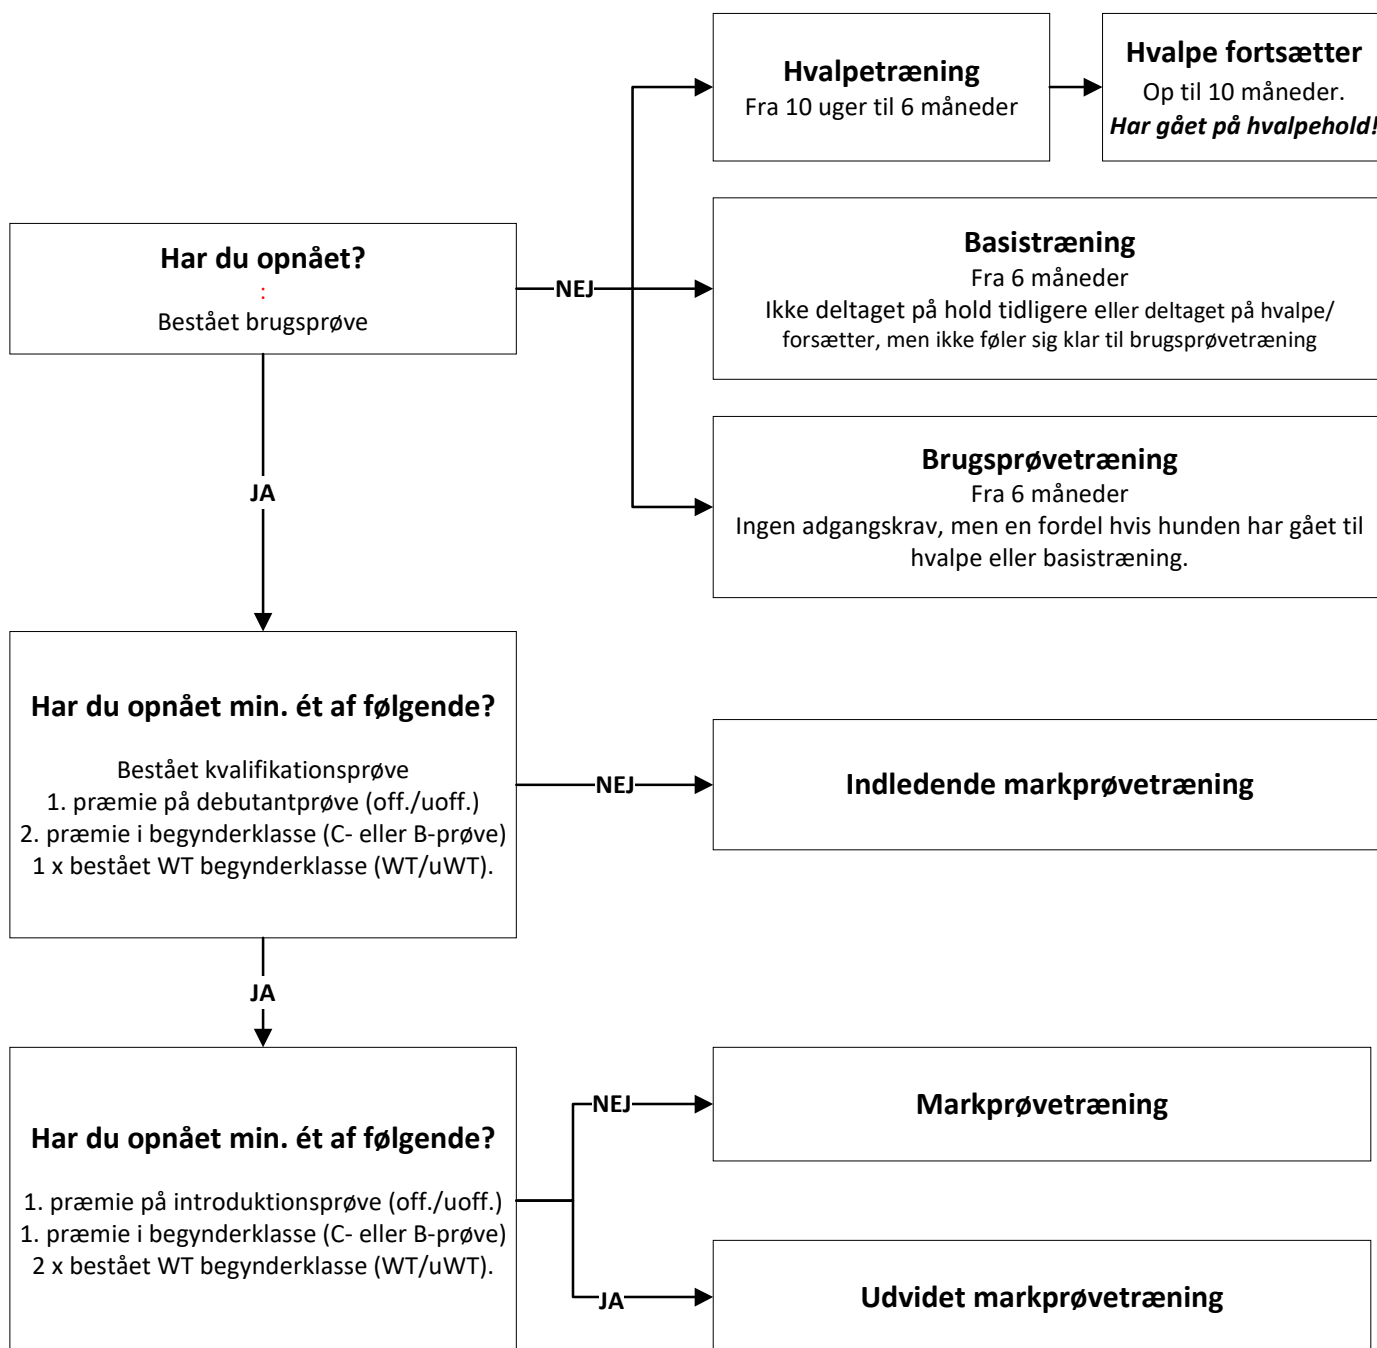 Hvalpetræning
Fra 10 uger til 6 måneder
Hvalpe fortsætter
Op til 10 måneder.
Har gået på hvalpehold!
Har du opnået?
:
Bestået brugsprøve
NEJ
Basistræning
Fra 6 måneder
Ikke deltaget på hold tidligere eller deltaget på hvalpe/
forsætter, men ikke føler sig klar til brugsprøvetræning
Brugsprøvetræning
Fra 6 måneder
Ingen adgangskrav, men en fordel hvis hunden har gået til
hvalpe eller basistræning.
JA
Har du opnået min. ét af følgende?
Bestået kvalifikationsprøve
1. præmie på debutantprøve (off./uoff.)
2. præmie i begynderklasse (C- eller B-prøve)
1 x bestået WT begynderklasse (WT/uWT).
NEJ
Indledende markprøvetræning
JA
Har du opnået min. ét af følgende?
1. præmie på introduktionsprøve (off./uoff.)
1. præmie i begynderklasse (C- eller B-prøve)
2 x bestået WT begynderklasse (WT/uWT).
NEJ
Markprøvetræning
JA
Udvidet markprøvetræning